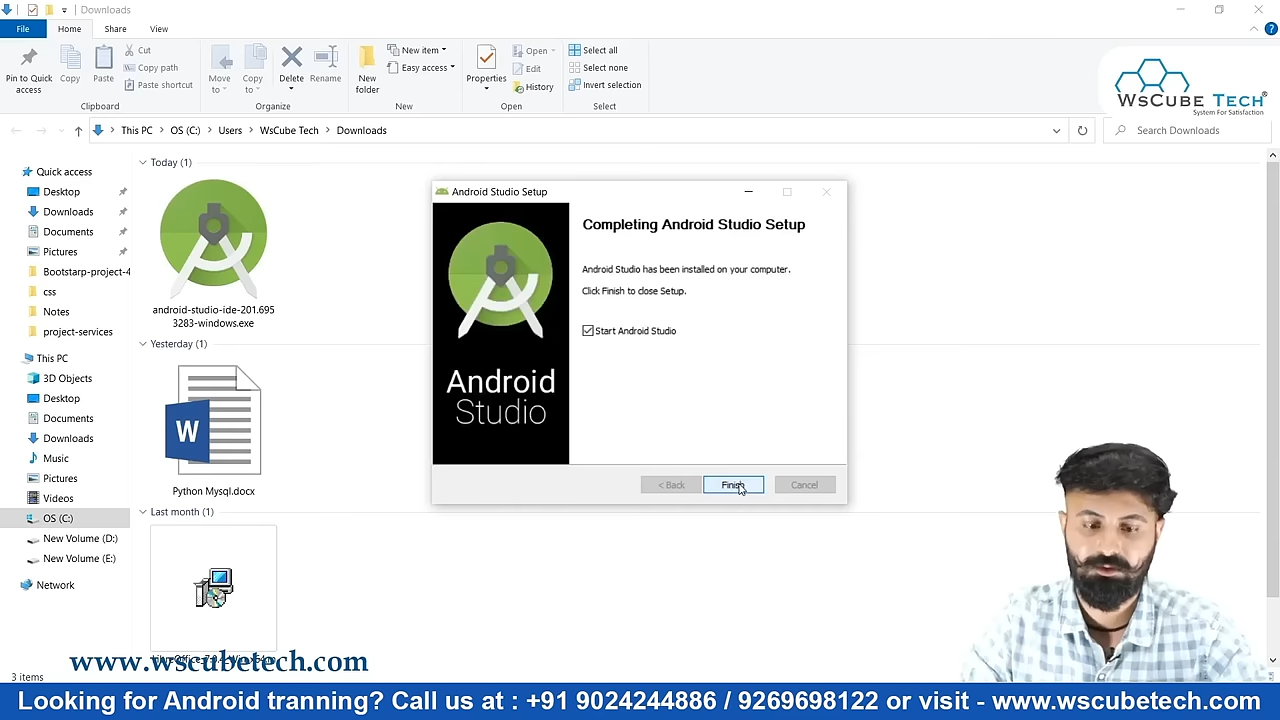 Downloads
File
Home
Share
View
Pin to Quick access
Copy
Paste
Cut
Copy path
Paste shortcut
Clipboard
Move to
Copy to
Delete
Rename
Organize
New folder
New item
Easy access
New
Properties
Open
Edit
History
Open
Select all
Select none
Invert selection
Select
WsCube Tech®
System For Satisfaction
This PC > OS (C:) > Users > WsCube Tech > Downloads
Search Downloads
Quick access
Desktop
Downloads
Documents
Pictures
Bootstarp-project-4
css
Notes
project-services
This PC
3D Objects
Desktop
Documents
Downloads
Music
Pictures
Videos
OS (C:)
New Volume (D:)
New Volume (E:)
Network
3 items
Today (1)
android-studio-ide-201.695
3283-windows.exe
Yesterday (1)
W
Python Mysql.docx
Last month (1)
Android Studio Setup
Android
Studio
Completing Android Studio Setup
Android Studio has been installed on your computer.
Click Finish to close Setup.
Start Android Studio
< Back
Finish
Cancel
www.wscubetech.com
Looking for Android tranning? Call us at : +91 9024244886 / 9269698122 or visit - www.wscubetech.com